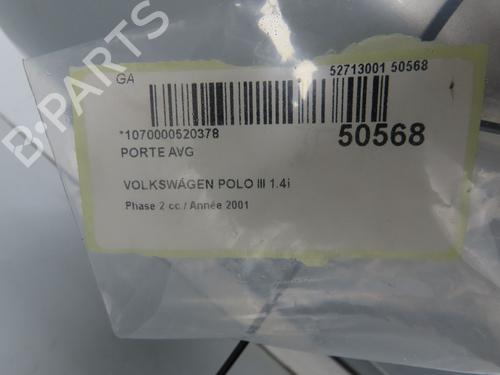 B-PARTS
GA
52713001 50568
*1070000520378
50568
PORTE AVG
VOLKSWAGEN POLO III 1.4i
Phase 2 cc / Année 2001